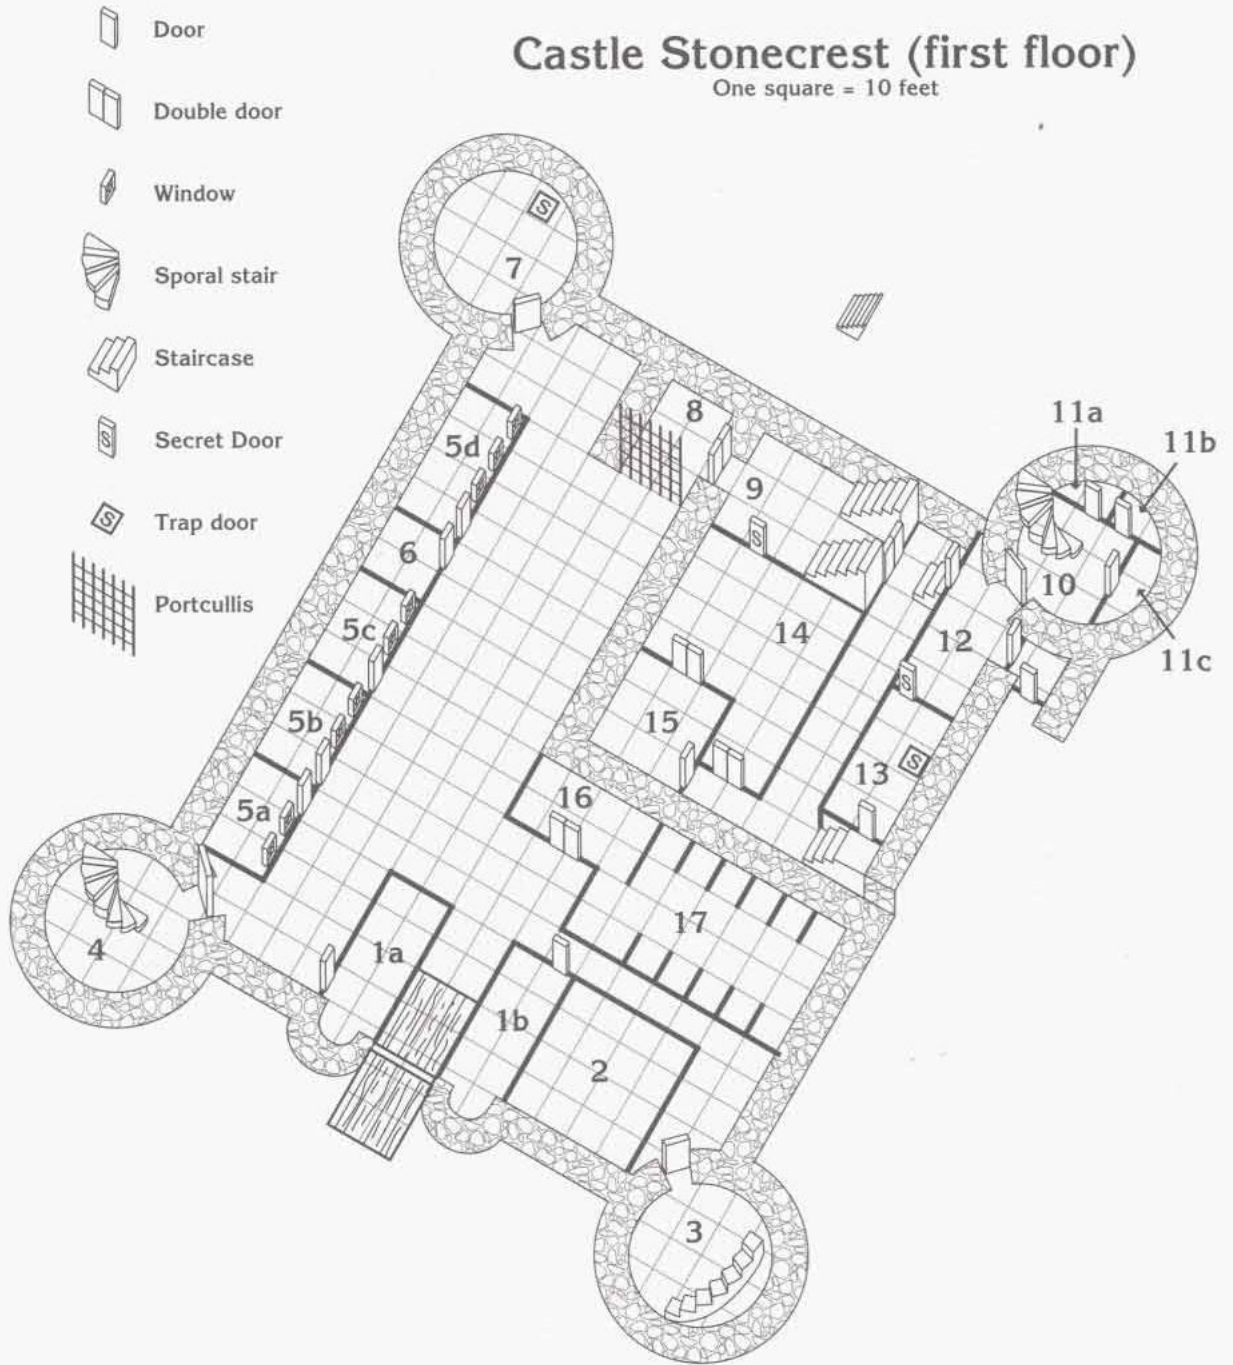 Castle Stonecrest (first floor)
One square = 10 feet
Door
Double door
Window
Sporal stair
Staircase
Secret Door
Trap door
Portcullis
S
S
7
S
8
5d
9
11a
11b
6
S
10
5c
14
12
11c
5b
15
S
5a
13
S
16
4
1a
17
1b
2
3